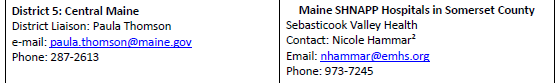 District 5: Central Maine
District Liaison: Paula Thomson
e-mail: paula.thomson@maine.gov
Phone: 287-2613
Maine SHNAPP Hospitals in Somerset County
Sebasticook Valley Health
Contact: Nicole Hammar²
Email: nhammar@emhs.org
Phone: 973-7245